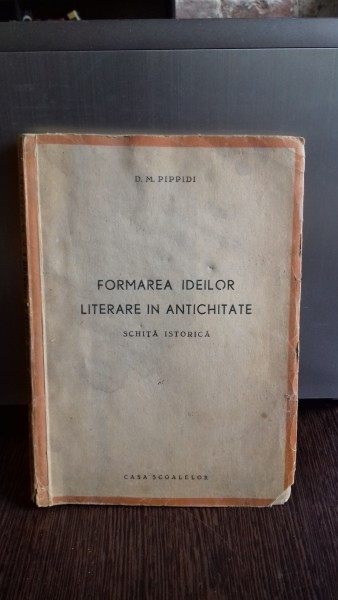 D. M. PIPPIDI
FORMAREA IDEILOR
LITERARE IN ANTICHITATE
SCHIȚĂ ISTORICĂ
CASA ȘCOALELOR